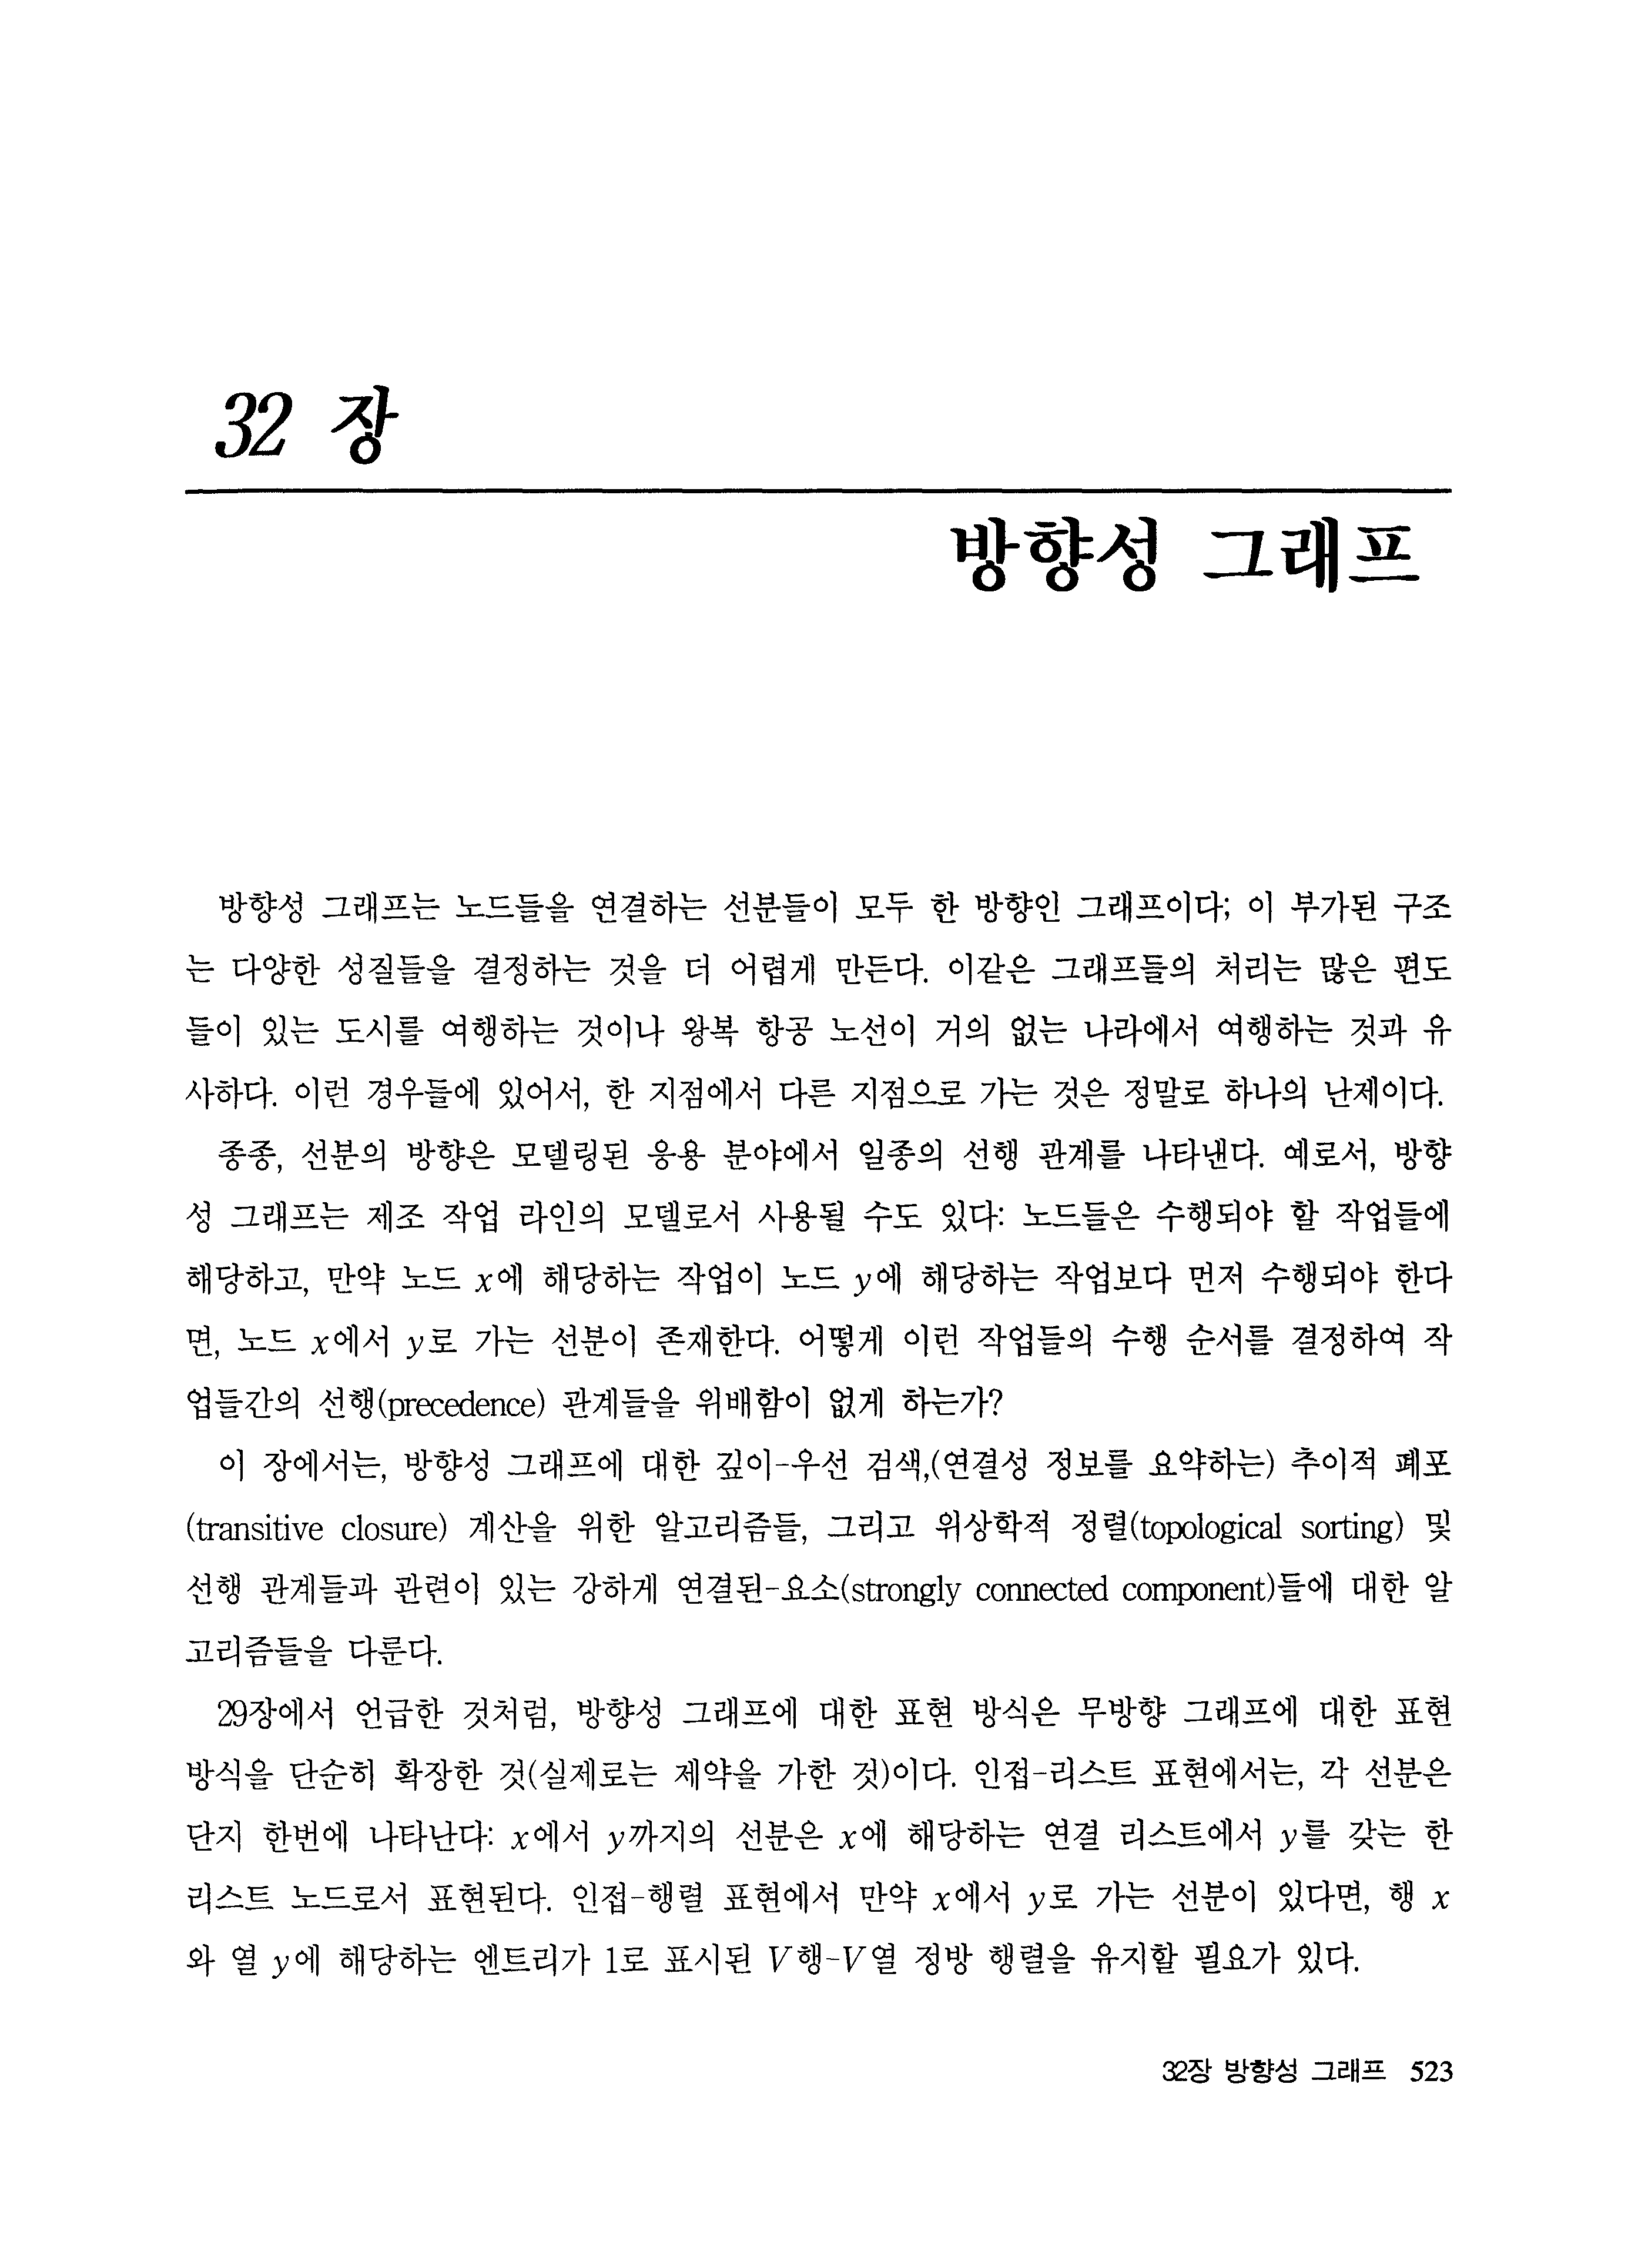 32 장
방향성 그래프
방향성 그래프는 노드들을 연결하는 선분들이 모두 한 방향인 그래프이다; 이 부가된 구조
는 다양한 성질들을 결정하는 것을 더 어렵게 만든다. 이같은 그래프들의 처리는 많은 편도
들이 있는 도시를 여행하는 것이나 왕복 항공 노선이 거의 없는 나라에서 여행하는 것과 유
사하다. 이런 경우들에 있어서, 한 지점에서 다른 지점으로 가는 것은 정말로 하나의 난제이다.
종종, 선분의 방향은 모델링된 응용 분야에서 일종의 선행 관계를 나타낸다. 예로서, 방향
성 그래프는 제조 작업 라인의 모델로서 사용될 수도 있다: 노드들은 수행되야 할 작업들에
해당하고, 만약 노드 x에 해당하는 작업이 노드 y에 해당하는 작업보다 먼저 수행되야 한다
면, 노드 x에서 y로 가는 선분이 존재한다. 어떻게 이런 작업들의 수행 순서를 결정하여 작
업들간의 선행(precedence) 관계들을 위배함이 없게 하는가?
이 장에서는, 방향성 그래프에 대한 깊이-우선 검색,(연결성 정보를 요약하는) 추이적 폐포
(transitive closure) 계산을 위한 알고리즘들, 그리고 위상학적 정렬(topological sorting) 및
선행 관계들과 관련이 있는 강하게 연결된-요소(strongly connected component)들에 대한 알
고리즘들을 다룬다.
29장에서 언급한 것처럼, 방향성 그래프에 대한 표현 방식은 무방향 그래프에 대한 표현
방식을 단순히 확장한 것(실제로는 제약을 가한 것)이다. 인접-리스트 표현에서는, 각 선분은
단지 한번에 나타난다: x에서 y까지의 선분은 x에 해당하는 연결 리스트에서 y를 갖는 한
리스트 노드로서 표현된다. 인접-행렬 표현에서 만약 x에서 y로 가는 선분이 있다면, 행 x
와 열 y에 해당하는 엔트리가 1로 표시된 V행-V열 정방 행렬을 유지할 필요가 있다.
32장 방향성 그래프 523